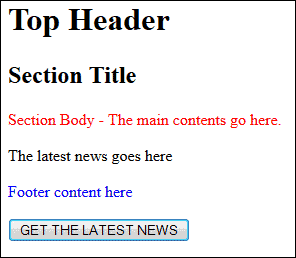 Top Header
Section Title
Section Body - The main contents go here.
The latest news goes here
Footer content here
GET THE LATEST NEWS